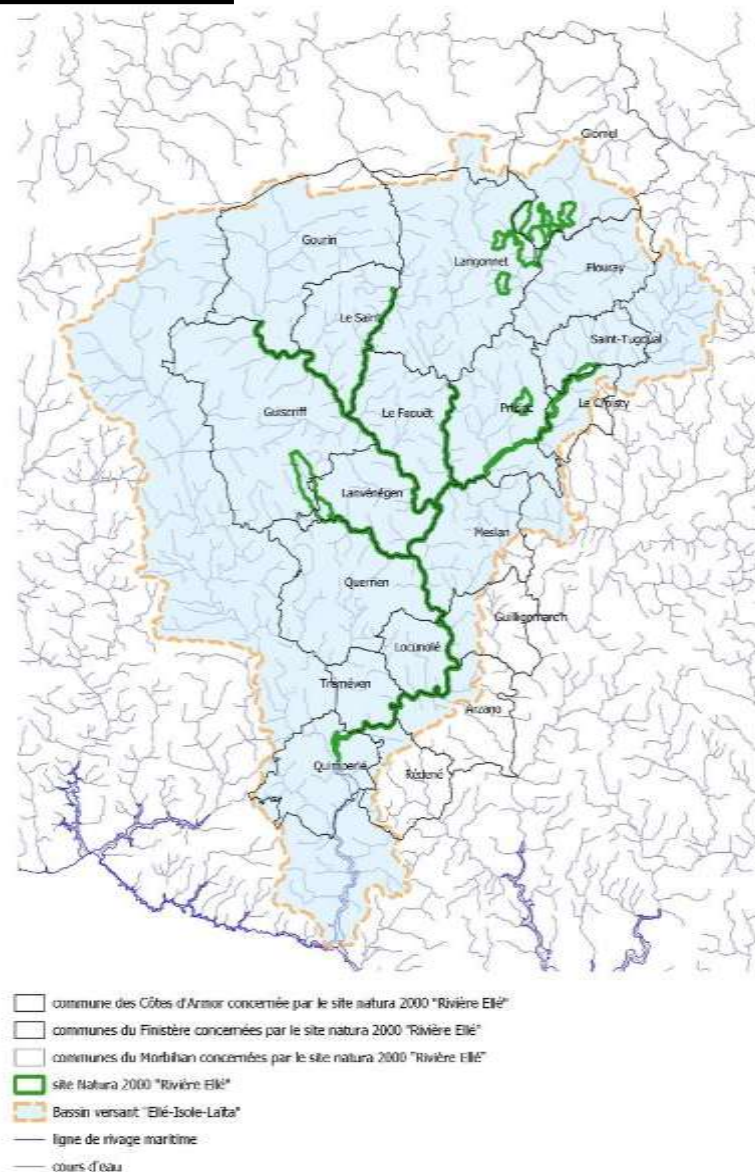 Glomel
Gourin
Langonnet
Plouray
Le Saint
Saint-Tugdual
Guiscriff
Le Faouët
Priziac
Le Croisty
Lanvénégen
Meslan
Querrien
Guilligomarc'h
Locunolé
Tréméven
Arzano
Quimperlé
Rédené
commune des Côtes d'Armor concernée par le site natura 2000 "Rivière Ellé"
communes du Finistère concernées par le site natura 2000 "Rivière Ellé"
communes du Morbihan concernées par le site natura 2000 "Rivière Ellé"
site Natura 2000 "Rivière Ellé"
Bassin versant "Ellé-Isole-Laïta"
ligne de rivage maritime
cours d'eau